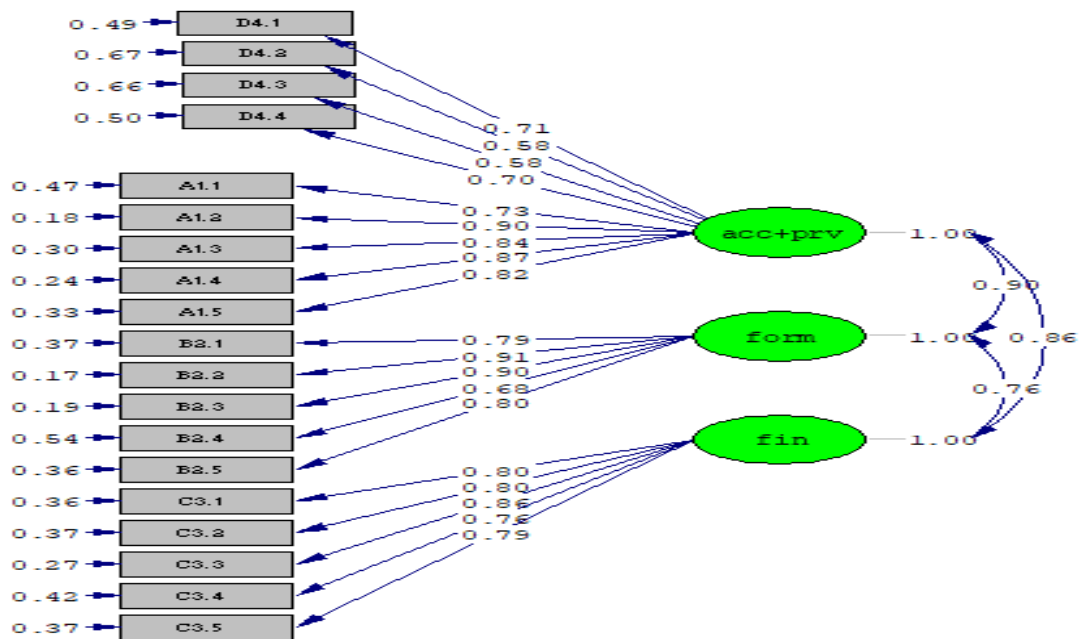 0.49 D4.1
0.67 D4.2
0.66 D4.3
0.50 D4.4
0.71
0.58
0.58
0.70
0.47 A1.1
0.18 A1.2
0.30 A1.3
0.24 A1.4
0.33 A1.5
0.73
0.90
0.84
0.87
0.82
acc+prv 1.00
0.37 B2.1
0.17 B2.2
0.19 B2.3
0.54 B2.4
0.36 B2.5
0.79
0.91
0.90
0.68
0.80
form 1.00
0.36 C3.1
0.37 C3.2
0.27 C3.3
0.42 C3.4
0.37 C3.5
0.80
0.80
0.86
0.76
0.79
fin 1.00
0.90
0.86
0.76